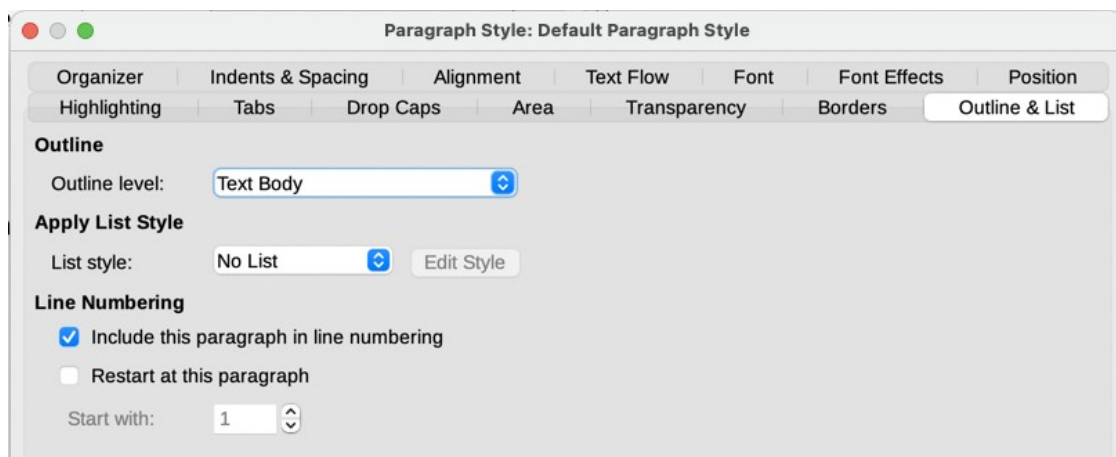 Paragraph Style: Default Paragraph Style
Organizer Indents & Spacing Alignment Text Flow Font Font Effects Position
Highlighting Tabs Drop Caps Area Transparency Borders Outline & List
Outline
Outline level: Text Body
Apply List Style
List style: No List Edit Style
Line Numbering
Include this paragraph in line numbering
Restart at this paragraph
Start with: 1